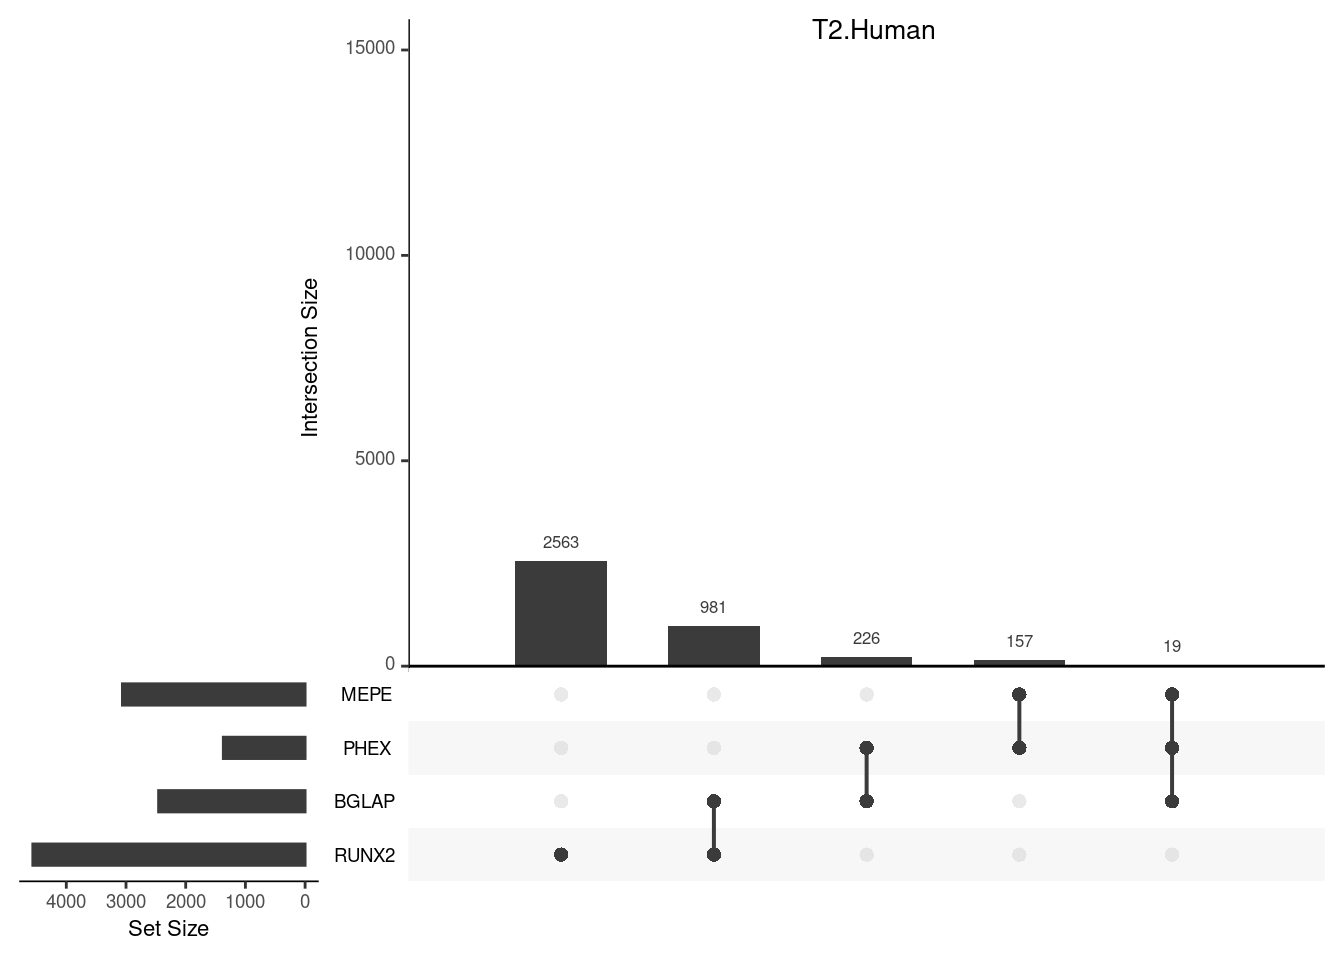 T2.Human
15000
10000
5000
0
Intersection Size
2563
981
226
157
19
MEPE
PHEX
BGLAP
RUNX2
4000 3000 2000 1000 0
Set Size